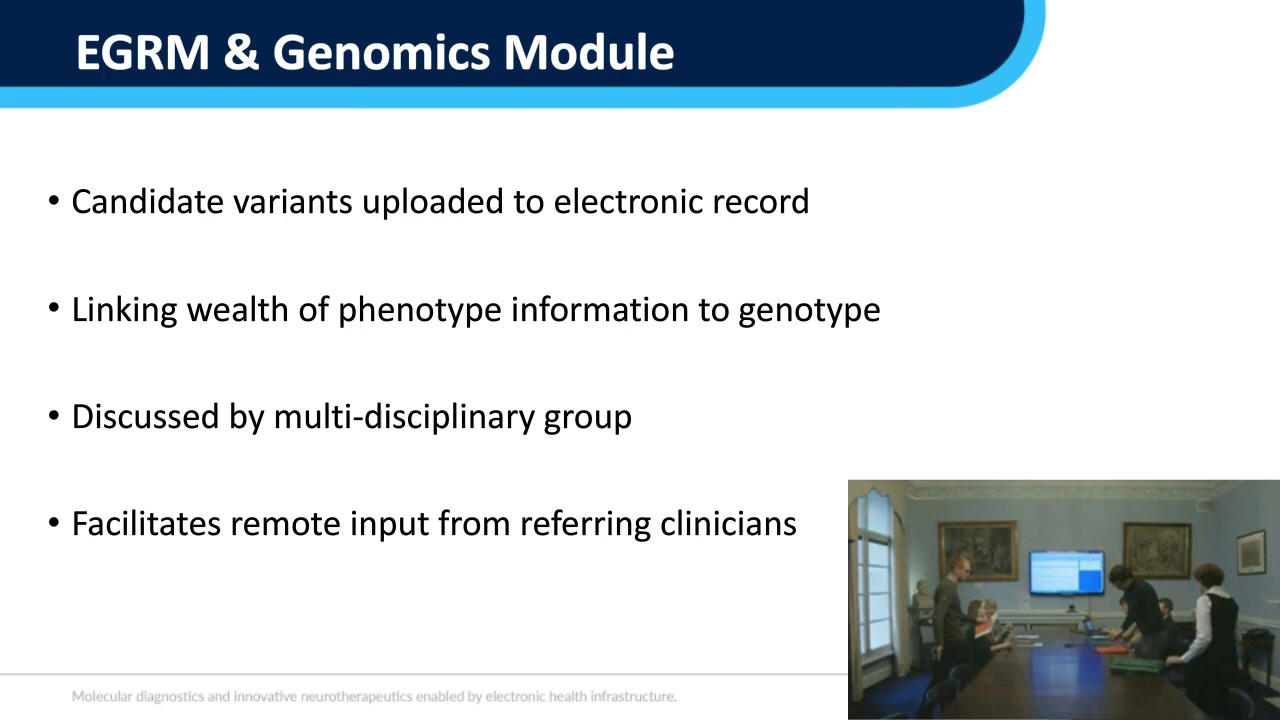 EGRM & Genomics Module
• Candidate variants uploaded to electronic record
• Linking wealth of phenotype information to genotype
• Discussed by multi-disciplinary group
• Facilitates remote input from referring clinicians
Molecular diagnostics and innovative neurotherapeutics enabled by electronic health infrastructure.